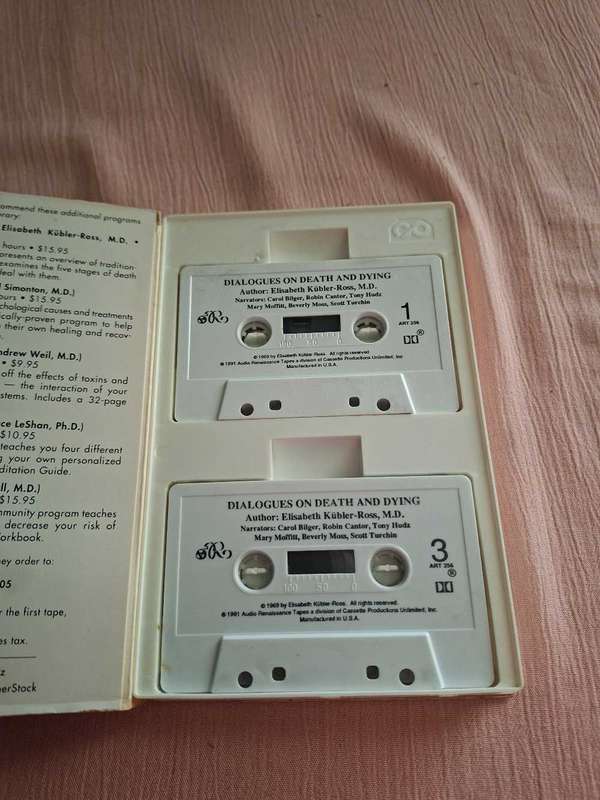 ommend these additional programs
rary:
Elisabeth Kübler-Ross, M.D. •
hours • $15.95
presents an overview of tradition-
examines the five stages of death
deal with them.
Simonton, M.D.)
ours • $15.95
chological causes and treatments
ically-proven program to help
their own healing and recov-
ndrew Weil, M.D.)
• $9.95
off the effects of toxins and
— the interaction of your
stems. Includes a 32-page
ce LeShan, Ph.D.)
$10.95
teaches you four different
ng your own personalized
ditation Guide.
ll, M.D.)
$15.95
mmunity program teaches
decrease your risk of
orkbook.
ey order to:
05
r the first tape,
es tax.
tz
perStock
DIALOGUES ON DEATH AND DYING
Author: Elisabeth Kübler-Ross, M.D.
Narrators: Carol Bilger, Robin Cantor, Tony Hudz
Mary Moffitt, Beverly Moss, Scott Turchin
1
ART 256
®
100 50 0
© 1969 by Elisabeth Kübler-Ross. All rights reserved
℗ 1991 Audio Renaissance Tapes a division of Cassette Productions Unlimited, Inc
Manufactured in U.S.A.
DIALOGUES ON DEATH AND DYING
Author: Elisabeth Kübler-Ross, M.D.
Narrators: Carol Bilger, Robin Cantor, Tony Hudz
Mary Moffitt, Beverly Moss, Scott Turchin
3
ART 256
®
100 50 0
© 1969 by Elisabeth Kübler-Ross. All rights reserved.
℗ 1991 Audio Renaissance Tapes a division of Cassette Productions Unlimited, Inc.
Manufactured in U.S.A.